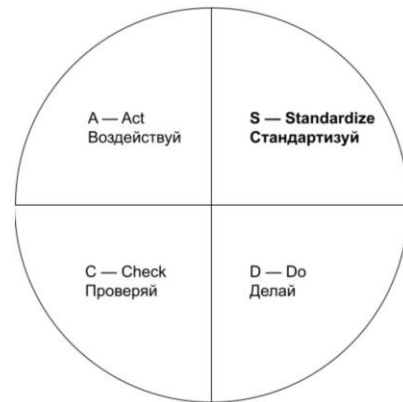 A — Act
Воздействуй
S — Standardize
Стандартизуй
C — Check
Проверяй
D — Do
Делай